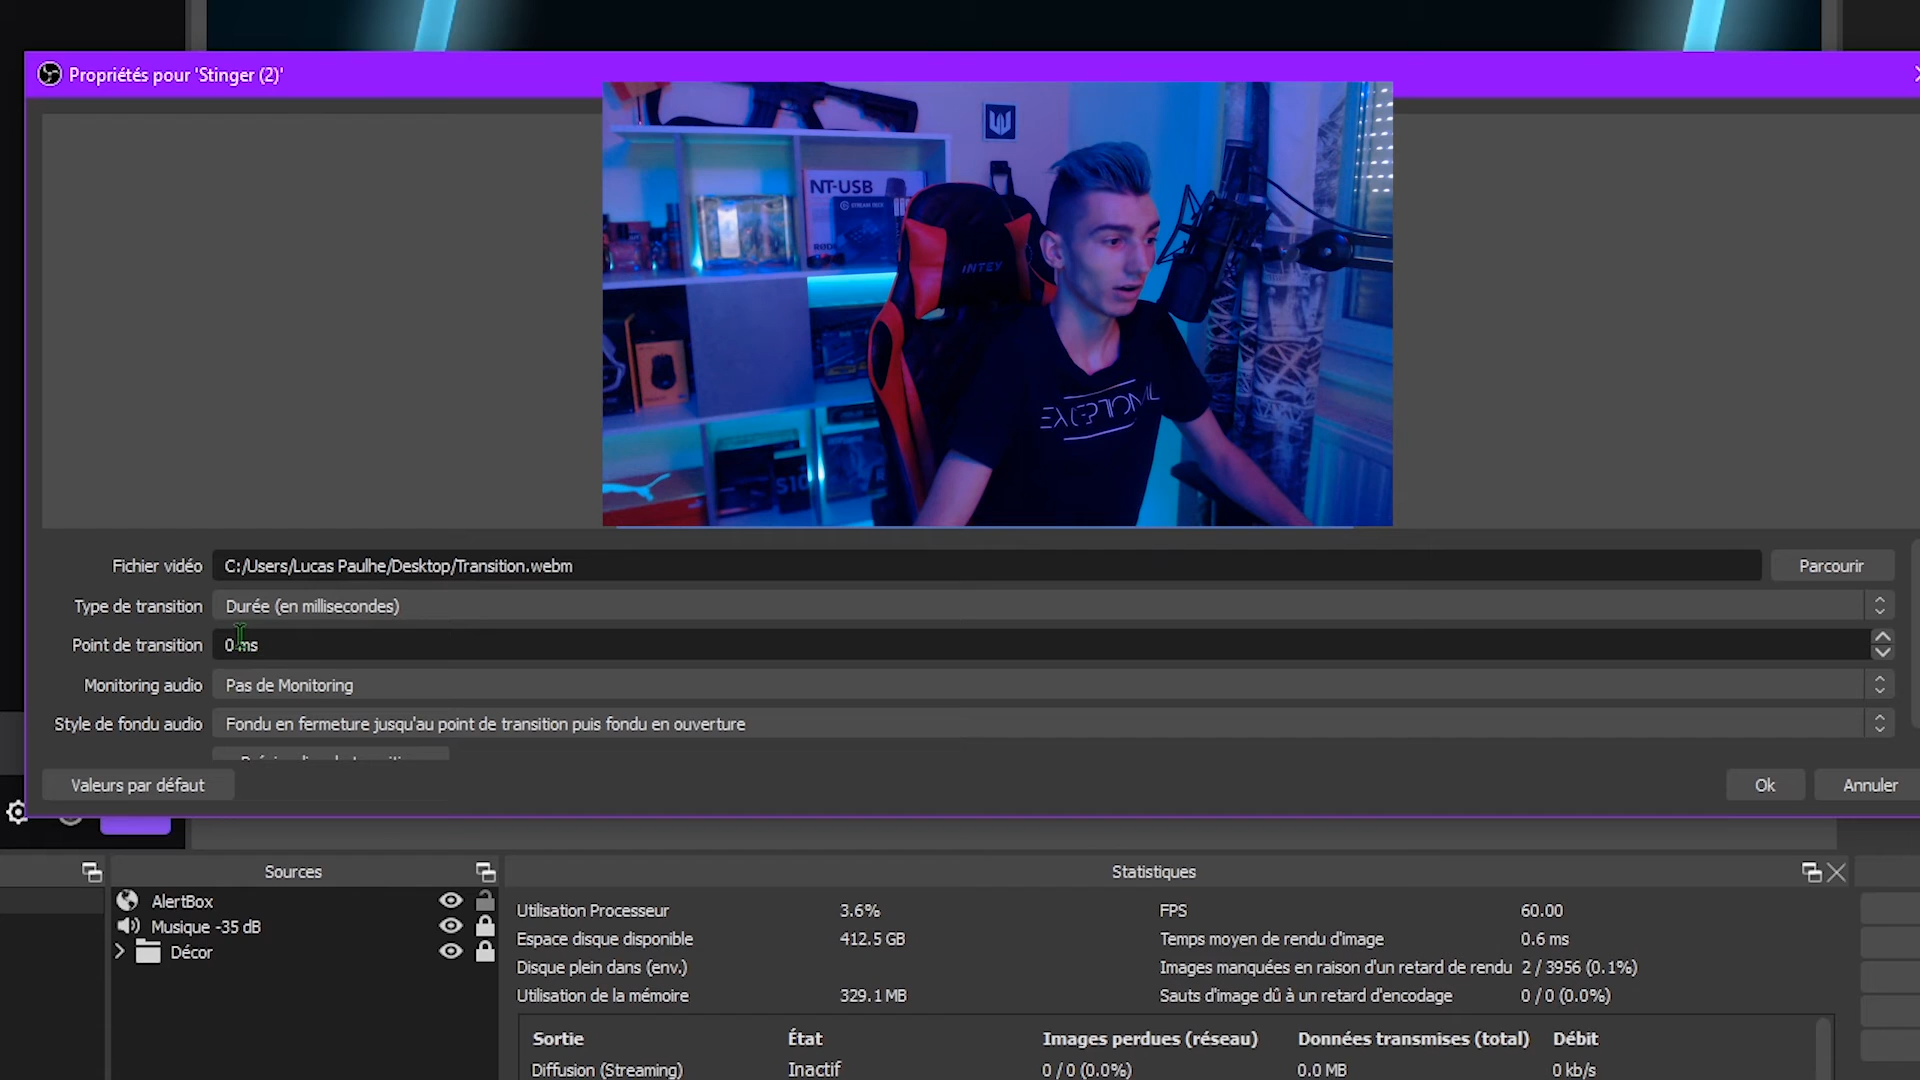 Propriétés pour 'Stinger (2)'
NT-USB
STREAM DECK
RØDE
INTEY
EXCEPTIONAL
S10
Fichier vidéo C:/Users/Lucas Paulhe/Desktop/Transition.webm Parcourir
Type de transition Durée (en millisecondes)
Point de transition 0 ms
Monitoring audio Pas de Monitoring
Style de fondu audio Fondu en fermeture jusqu'au point de transition puis fondu en ouverture
Valeurs par défaut Ok Annuler
Sources Statistiques
AlertBox
Musique -35 dB
Décor
Utilisation Processeur 3.6% FPS 60.00
Espace disque disponible 412.5 GB Temps moyen de rendu d'image 0.6 ms
Disque plein dans (env.) Images manquées en raison d'un retard de rendu 2 / 3956 (0.1%)
Utilisation de la mémoire 329.1 MB Sauts d'image dû à un retard d'encodage 0 / 0 (0.0%)
Sortie État Images perdues (réseau) Données transmises (total) Débit
Diffusion (Streaming) Inactif 0 / 0 (0.0%) 0.0 MB 0 kb/s